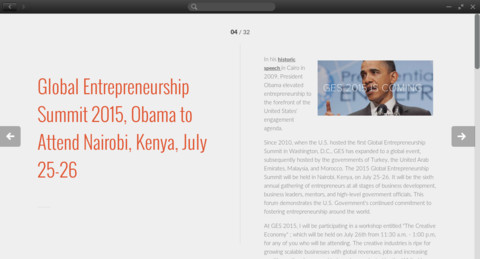 04 / 32
Global Entrepreneurship
Summit 2015, Obama to
Attend Nairobi, Kenya, July
25-26
In his historic
speech in Cairo in
2009, President
Obama elevated
entrepreneurship to
the forefront of the
United States'
engagement
agenda.
GES 2015 IS COMING
Since 2010, when the U.S. hosted the first Global Entrepreneurship
Summit in Washington, D.C., GES has expanded to a global event,
subsequently hosted by the governments of Turkey, the United Arab
Emirates, Malaysia, and Morocco. The 2015 Global Entrepreneurship
Summit will be held in Nairobi, Kenya, on July 25-26. It will be the sixth
annual gathering of entrepreneurs at all stages of business development,
business leaders, mentors, and high-level government officials. This
forum demonstrates the U.S. Government's continued commitment to
fostering entrepreneurship around the world.
At GES 2015, I will be participating in a workshop entitled "The Creative
Economy" ; which will be held on July 26th from 11:30 a.m. - 1:00 p.m.
for any of you who will be attending. The creative industries is ripe for
growing scalable businesses with global revenues, jobs and increasing